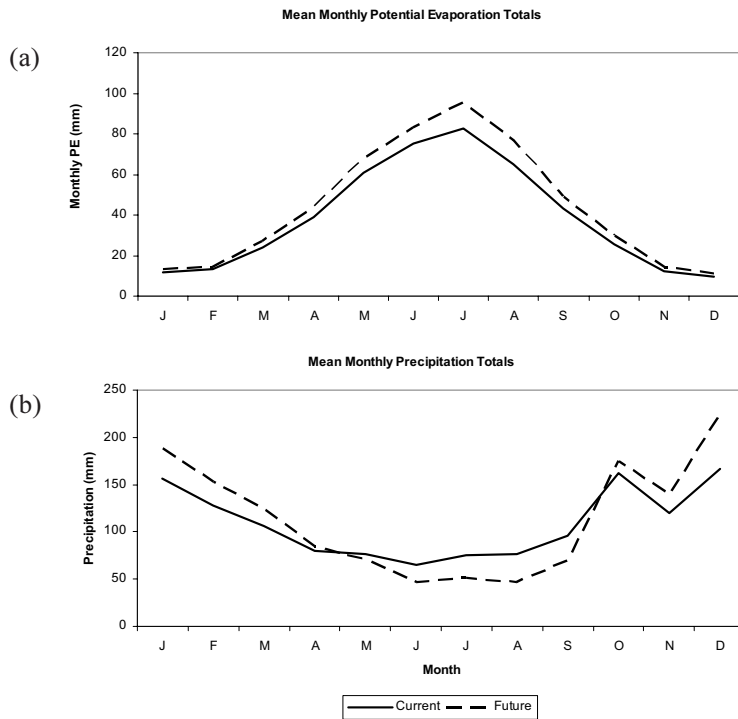 Mean Monthly Potential Evaporation Totals
(a)
120
100
80
60
40
20
0
Monthly PE (mm)
J F M A M J J A S O N D
Mean Monthly Precipitation Totals
(b)
250
200
150
100
50
0
Precipitation (mm)
J F M A M J J A S O N D
Month
Current Future